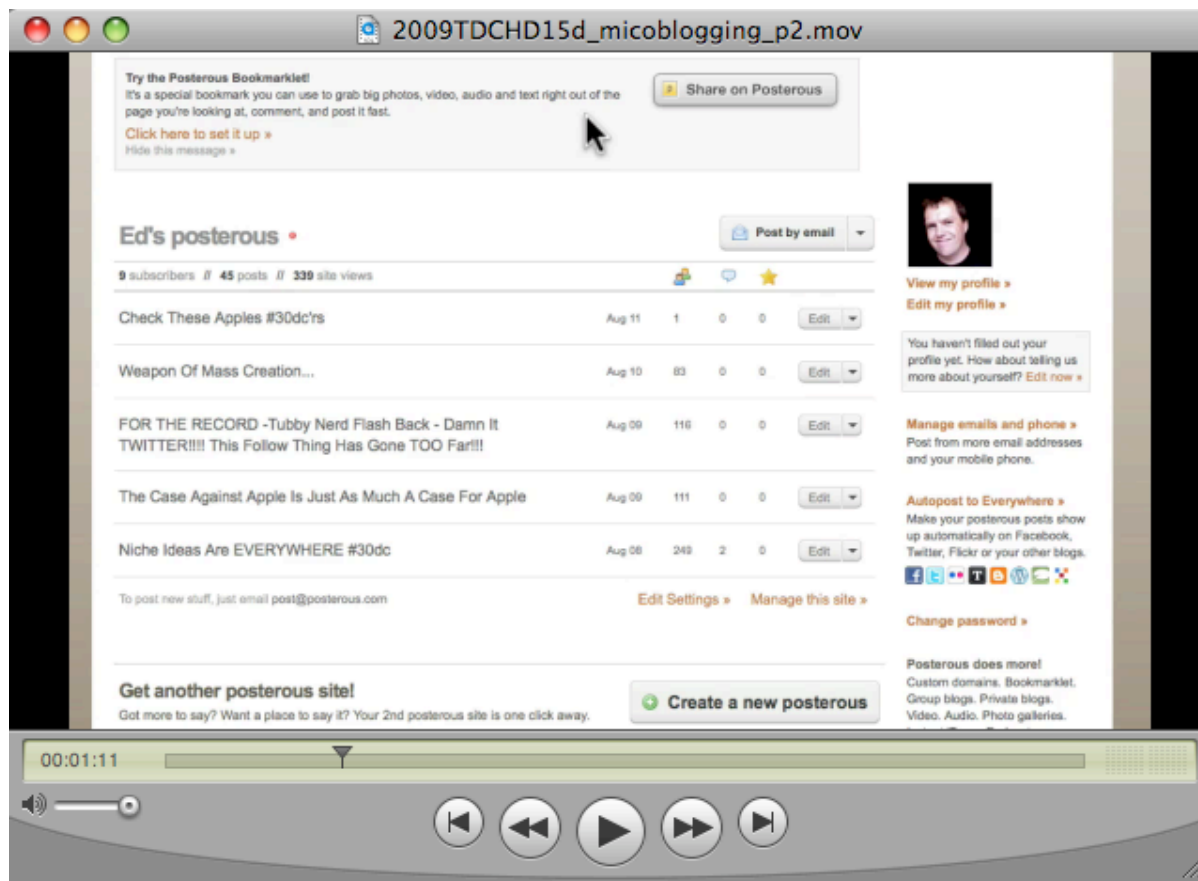 2009TDCHD15d_micoblogging_p2.mov
Try the Posterous Bookmarklet!
It's a special bookmark you can use to grab big photos, video, audio and text right out of the
page you're looking at, comment, and post it fast.
Click here to set it up »
Hide this message »
Share on Posterous
Ed's posterous
Post by email
9 subscribers // 45 posts // 339 site views
Check These Apples #30dc'rs Aug 11 1 0 0 Edit
Weapon Of Mass Creation... Aug 10 83 0 0 Edit
FOR THE RECORD -Tubby Nerd Flash Back - Damn It
TWITTER!!!! This Follow Thing Has Gone TOO Far!!!
Aug 09 116 0 0 Edit
The Case Against Apple Is Just As Much A Case For Apple Aug 09 111 0 0 Edit
Niche Ideas Are EVERYWHERE #30dc Aug 08 249 2 0 Edit
To post new stuff, just email post@posterous.com
Edit Settings » Manage this site »
Get another posterous site!
Got more to say? Want a place to say it? Your 2nd posterous site is one click away.
Create a new posterous
View my profile »
Edit my profile »
You haven't filled out your
profile yet. How about telling us
more about yourself? Edit now »
Manage emails and phone »
Post from more email addresses
and your mobile phone.
Autopost to Everywhere »
Make your posterous posts show
up automatically on Facebook,
Twitter, Flickr or your other blogs.
Change password »
Posterous does more!
Custom domains. Bookmarklet.
Group blogs. Private blogs.
Video. Audio. Photo galleries.
00:01:11